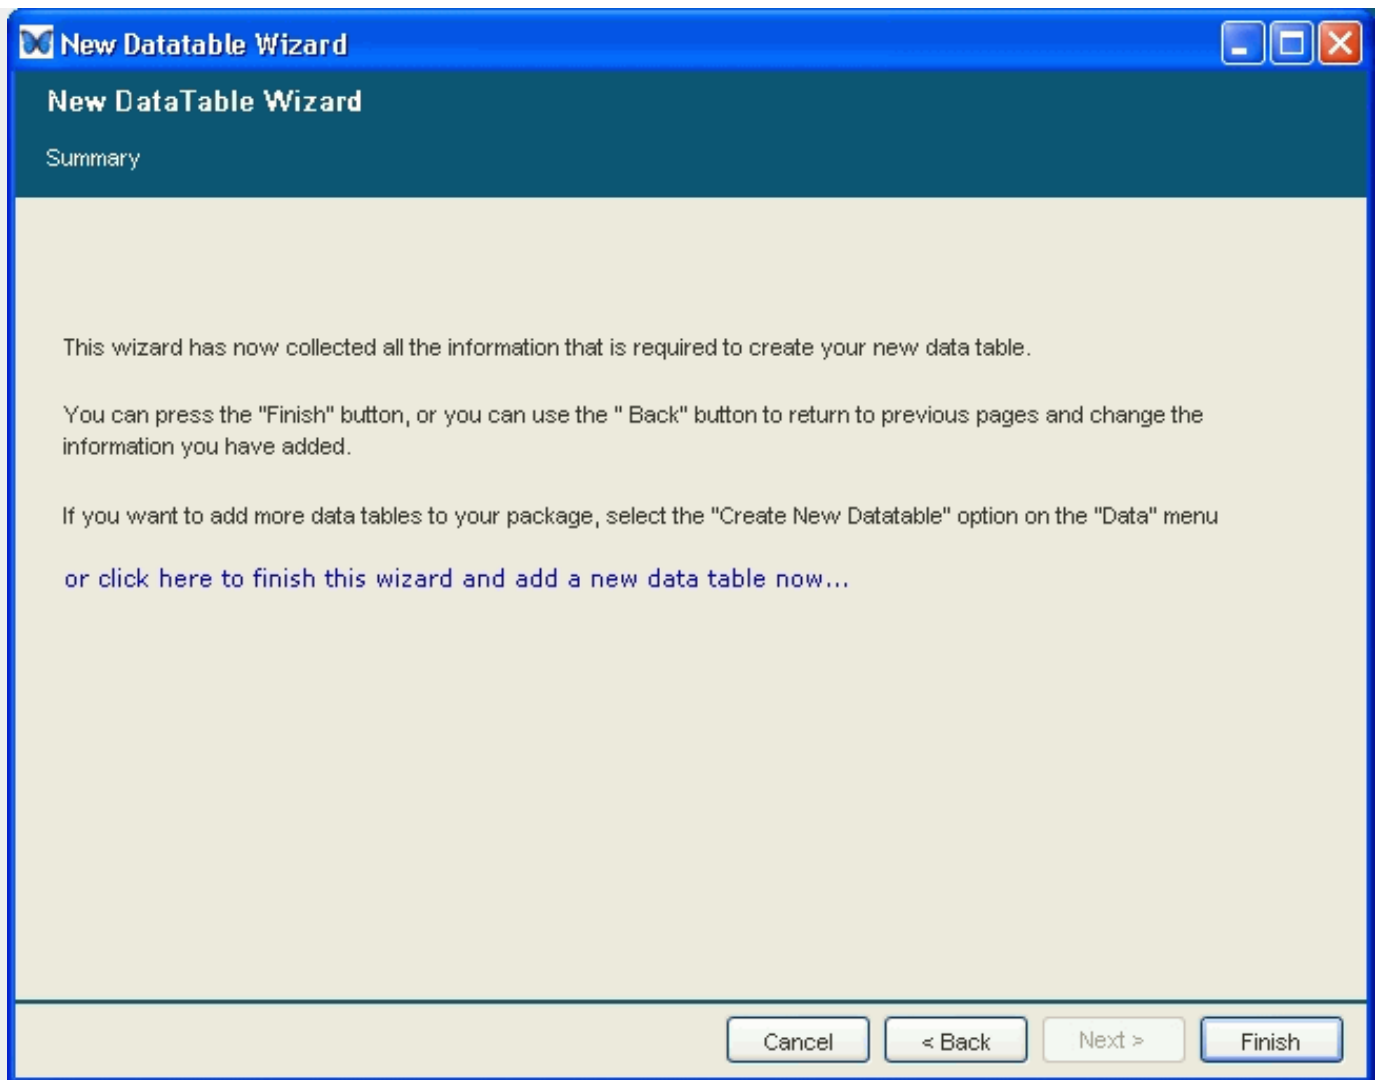 New Datatable Wizard
New DataTable Wizard
Summary
This wizard has now collected all the information that is required to create your new data table.
You can press the "Finish" button, or you can use the " Back" button to return to previous pages and change the
information you have added.
If you want to add more data tables to your package, select the "Create New Datatable" option on the "Data" menu
or click here to finish this wizard and add a new data table now...
Cancel
< Back
Next >
Finish